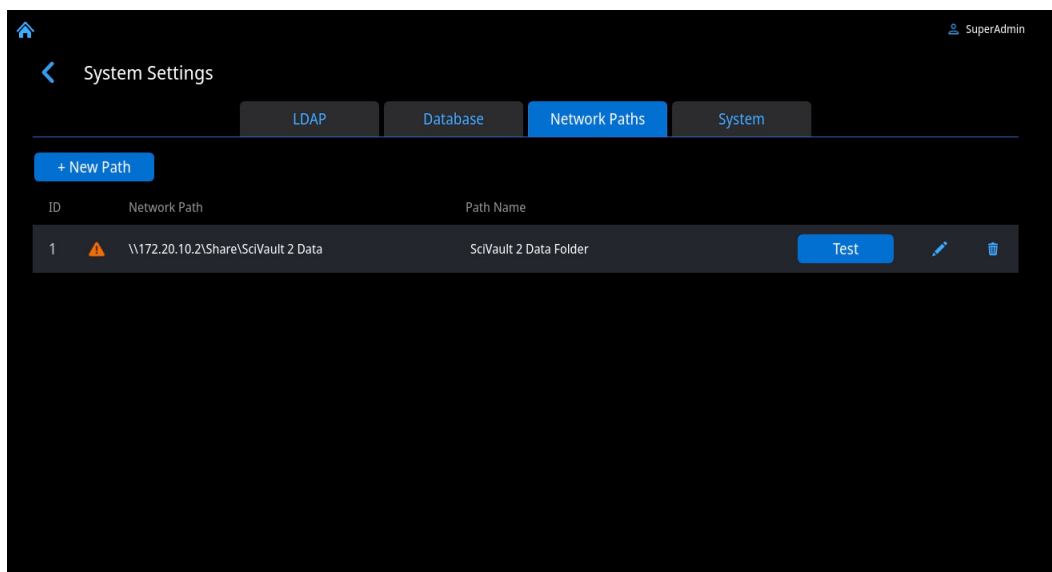 SuperAdmin
System Settings
LDAP Database Network Paths System
+ New Path
ID Network Path Path Name
1 \\172.20.10.2\Share\SciVault 2 Data SciVault 2 Data Folder Test